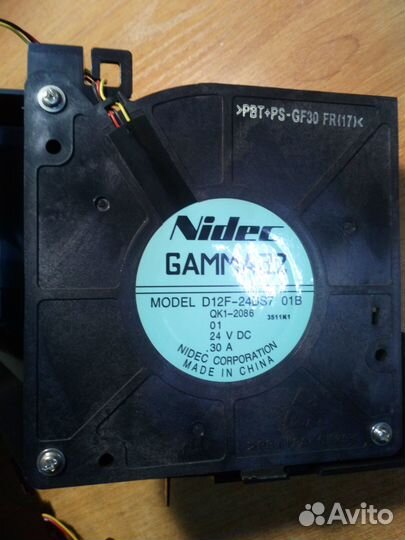 >PBT+PS-GF30 FR(17)<
Nidec
GAMMA32
MODEL D12F-24BS7 01B
QK1-2086
01
3511K1
24 V DC
.30 A
NIDEC CORPORATION
MADE IN CHINA
Avito